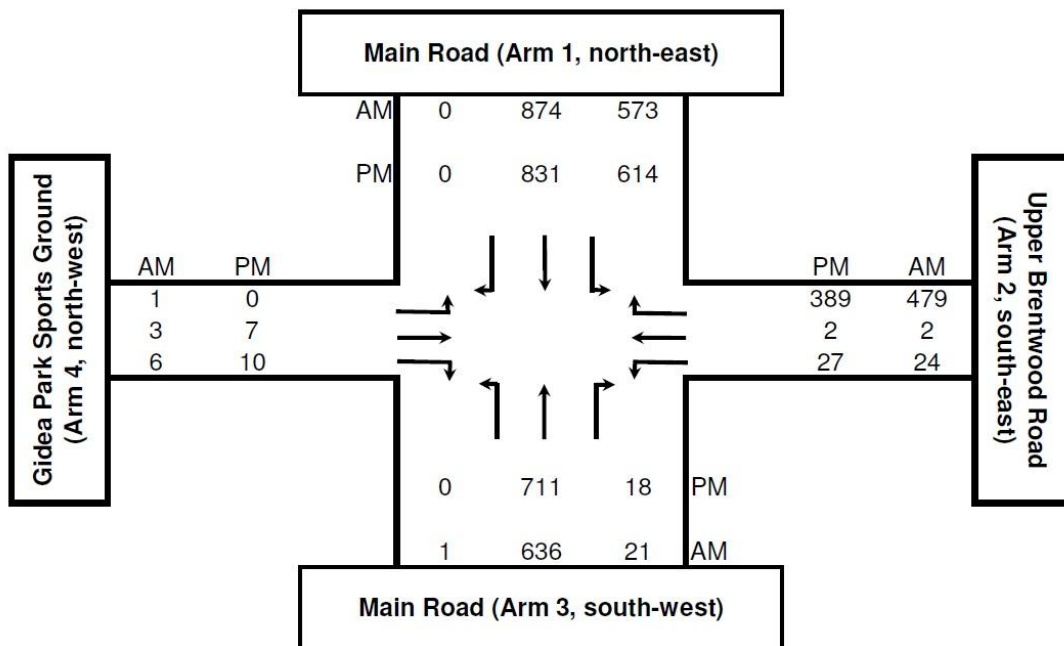 Main Road (Arm 1, north-east)
AM 0 874 573
PM 0 831 614
Gidea Park Sports Ground
(Arm 4, north-west)
AM PM
1 0
3 7
6 10
PM AM
389 479
2 2
27 24
Upper Brentwood Road
(Arm 2, south-east)
0 711 18 PM
1 636 21 AM
Main Road (Arm 3, south-west)